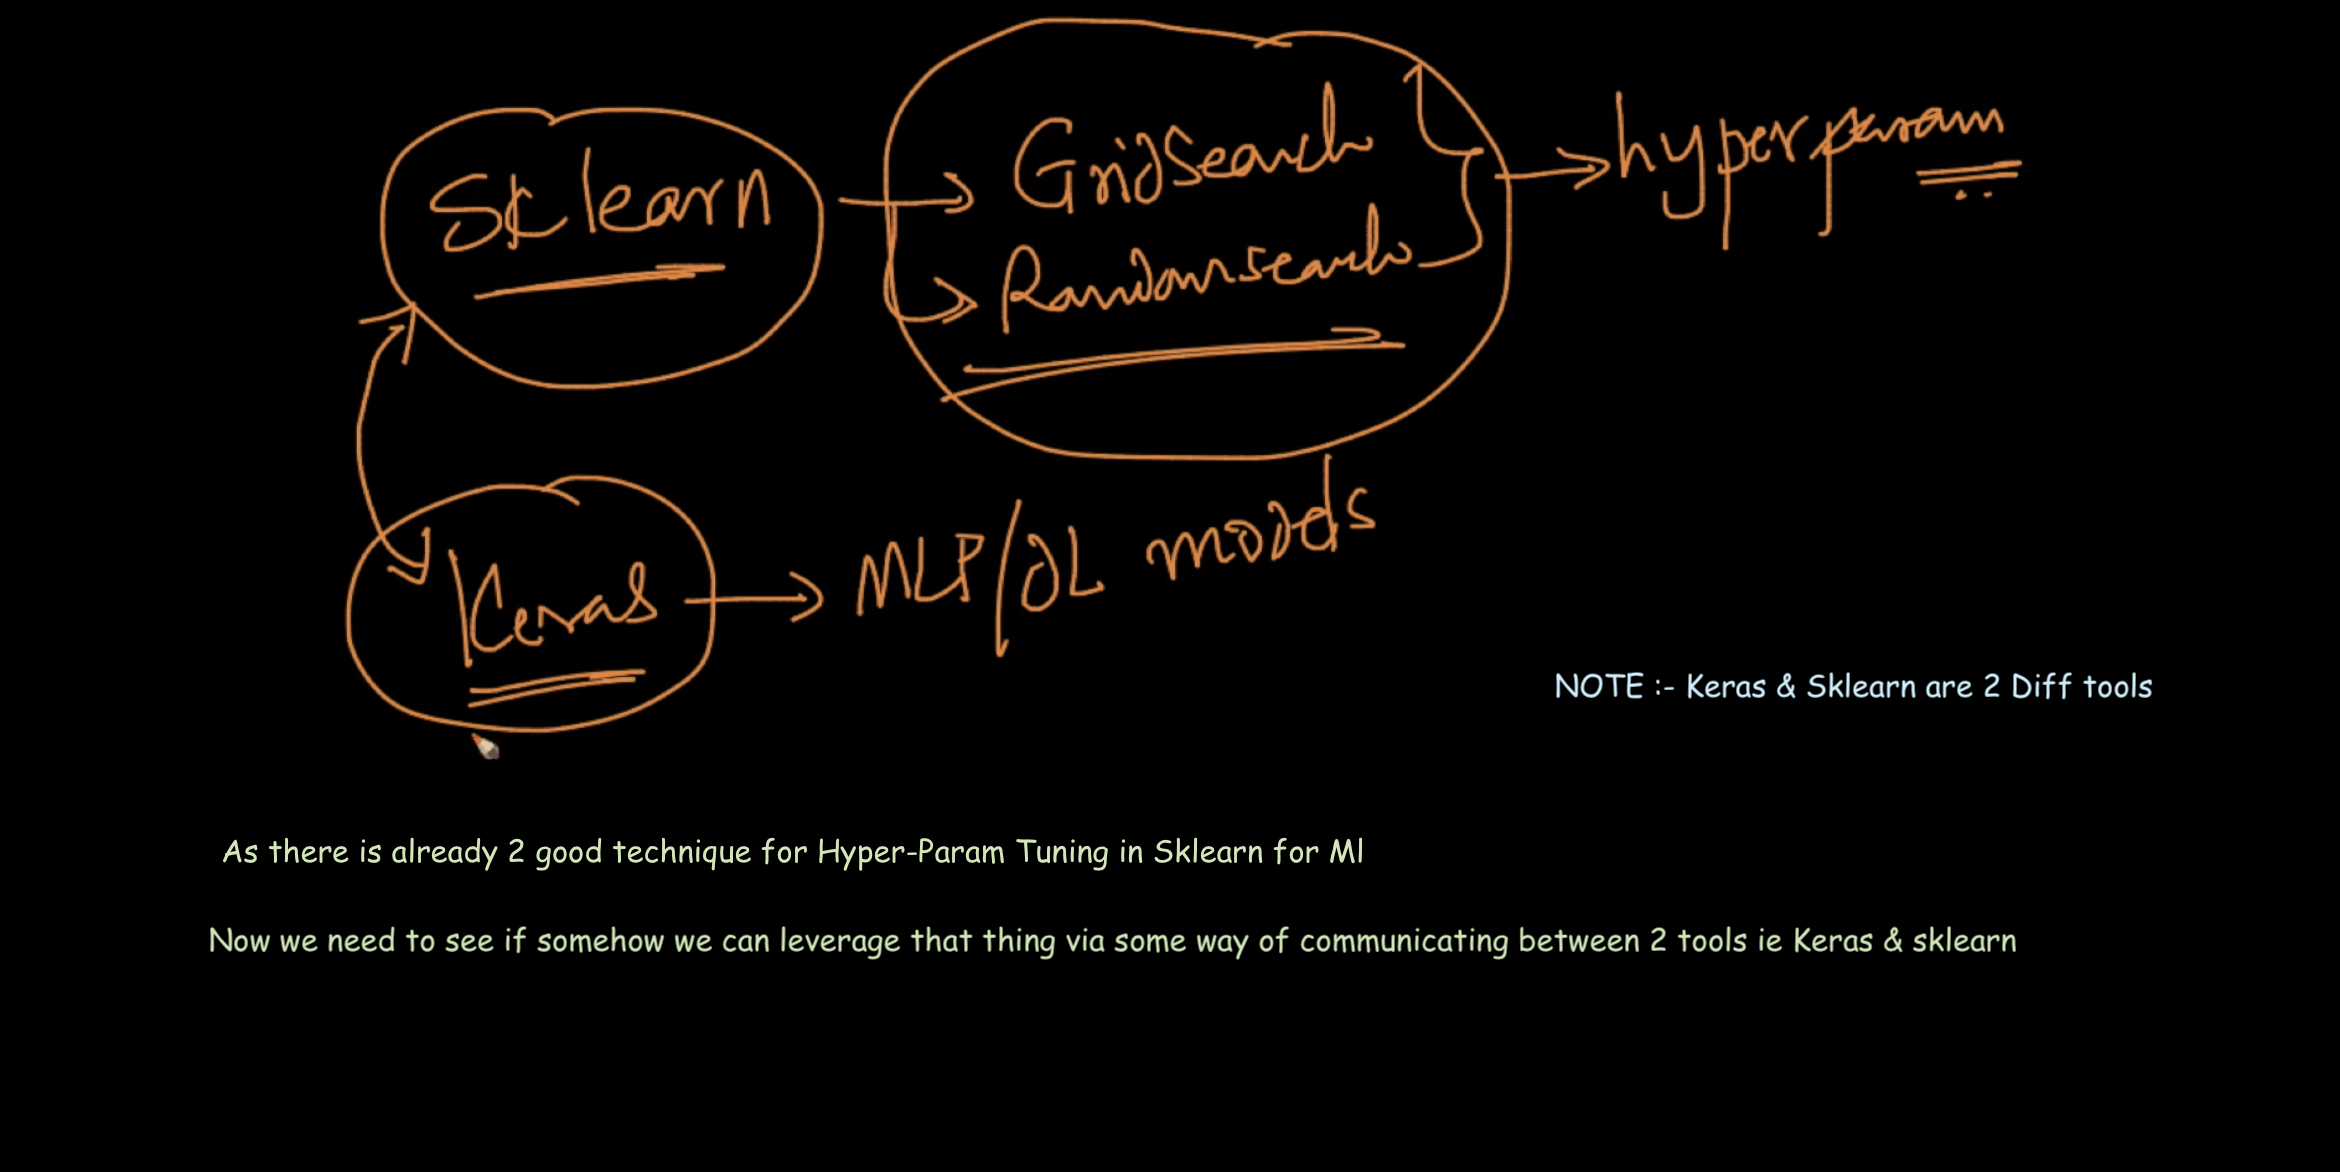 Sklearn
GridSearch
Randomsearch
hyperparam
Keras
MLP/DL models
NOTE :- Keras & Sklearn are 2 Diff tools
As there is already 2 good technique for Hyper-Param Tuning in Sklearn for Ml
Now we need to see if somehow we can leverage that thing via some way of communicating between 2 tools ie Keras & sklearn